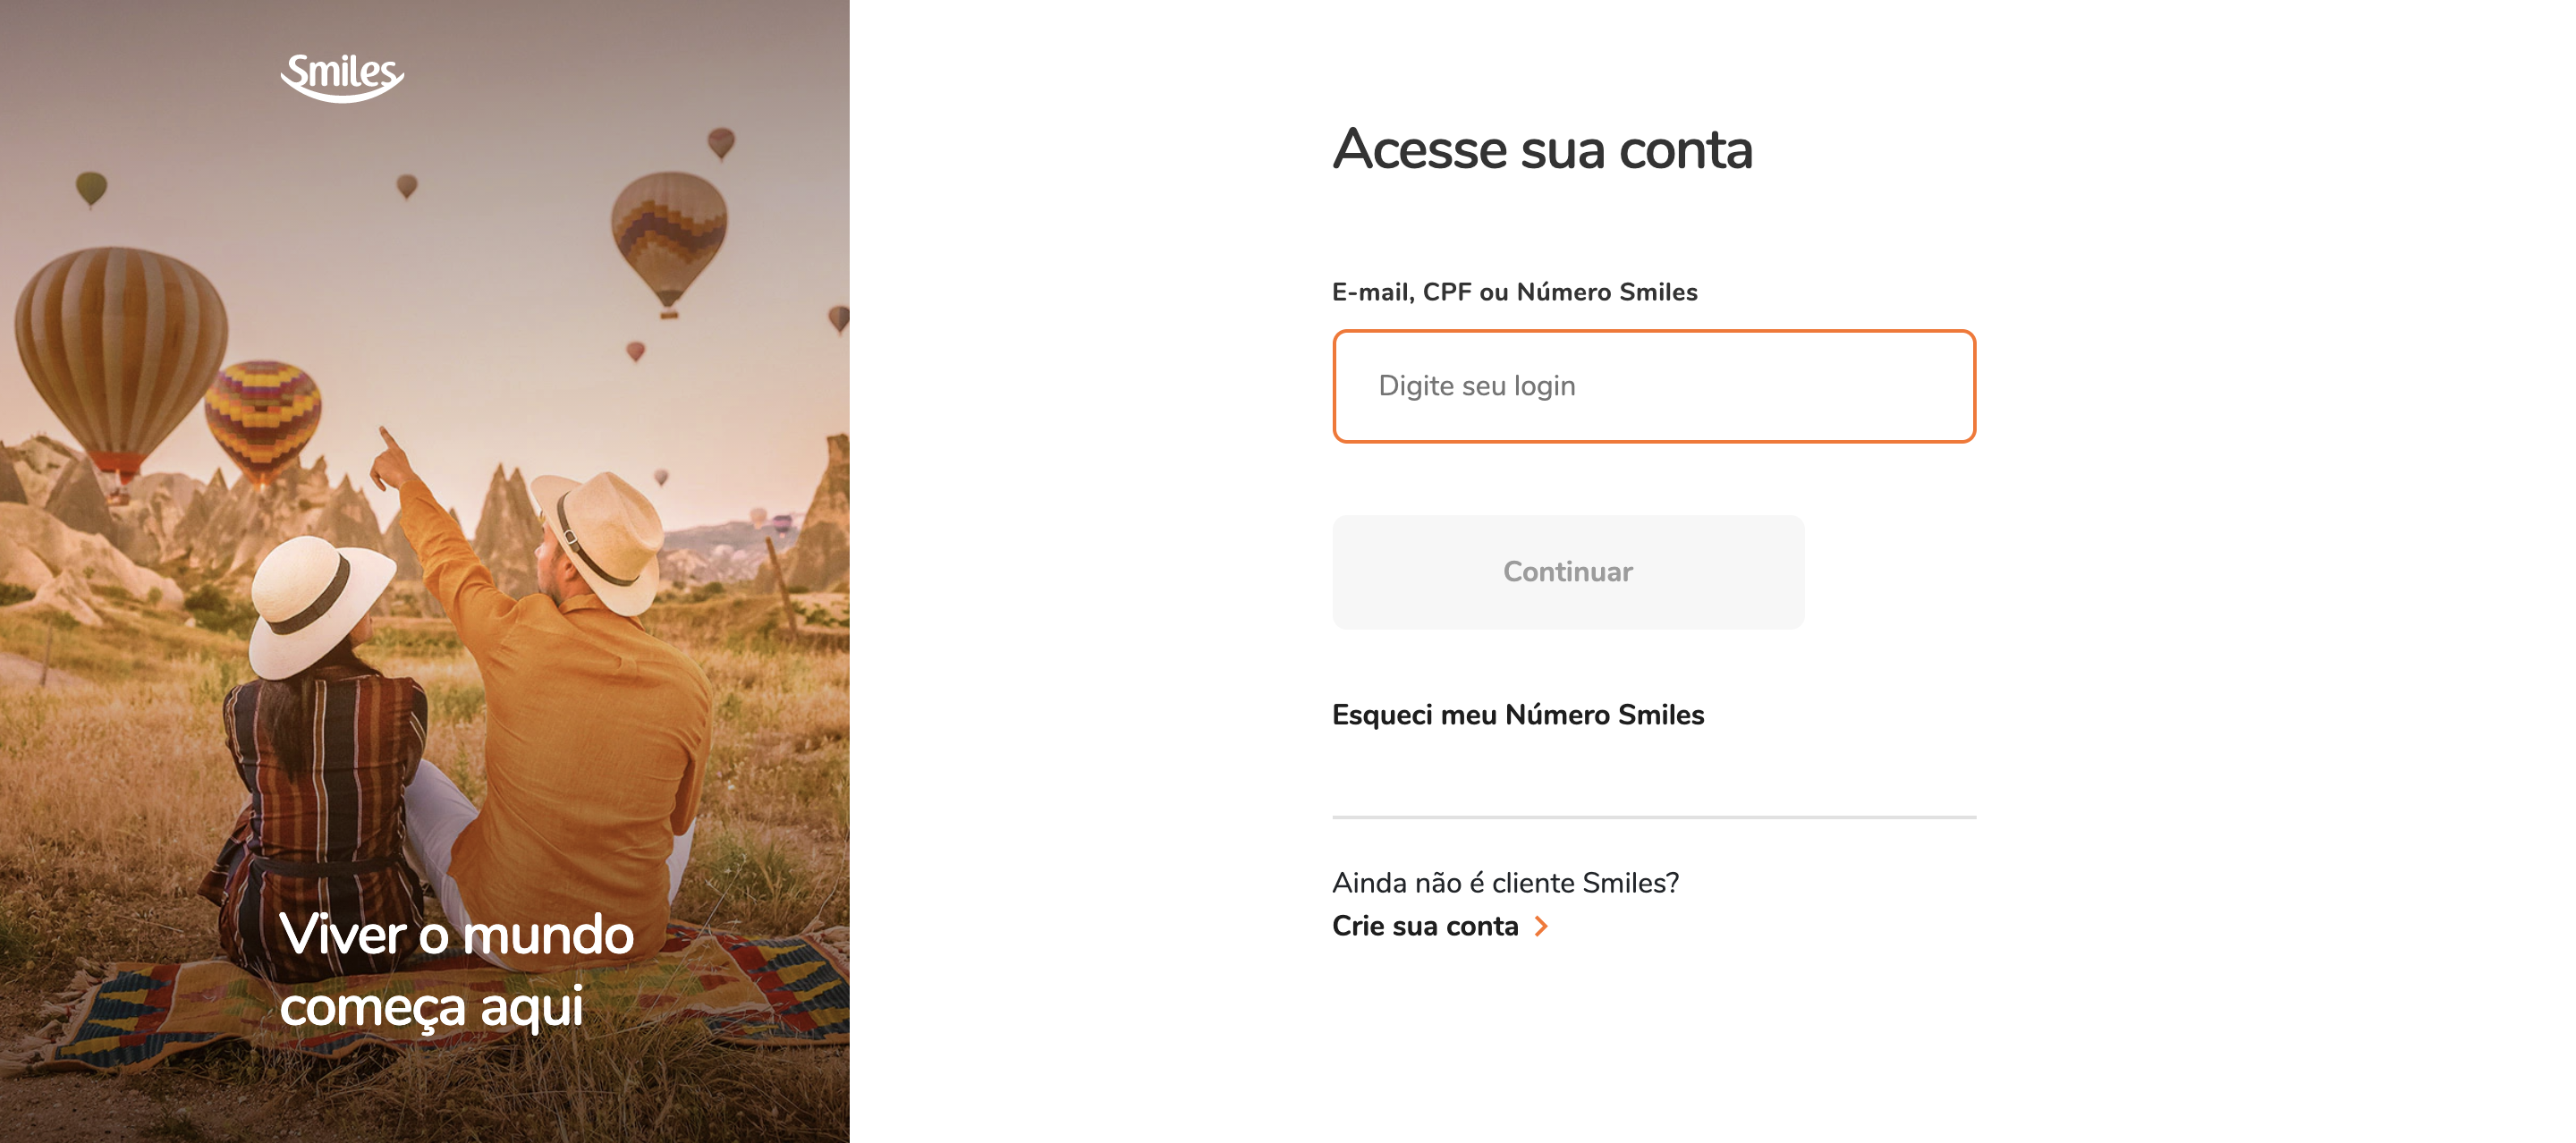 Smiles
Viver o mundo
começa aqui
Acesse sua conta
E-mail, CPF ou Número Smiles
Digite seu login
Continuar
Esqueci meu Número Smiles
Ainda não é cliente Smiles?
Crie sua conta